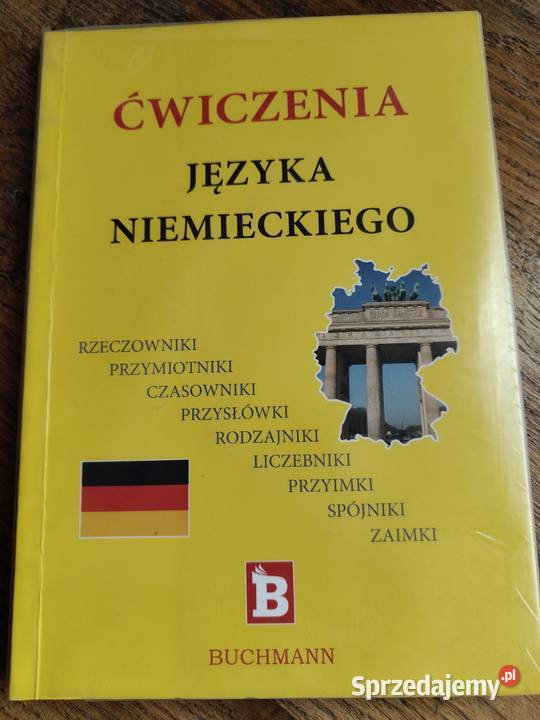 ĆWICZENIA
JĘZYKA
NIEMIECKIEGO
RZECZOWNIKI
PRZYMIOTNIKI
CZASOWNIKI
PRZYSŁÓWKI
RODZAJNIKI
LICZEBNIKI
PRZYIMKI
SPÓJNIKI
ZAIMKI
B
BUCHMANN
Sprzedajemy.pl